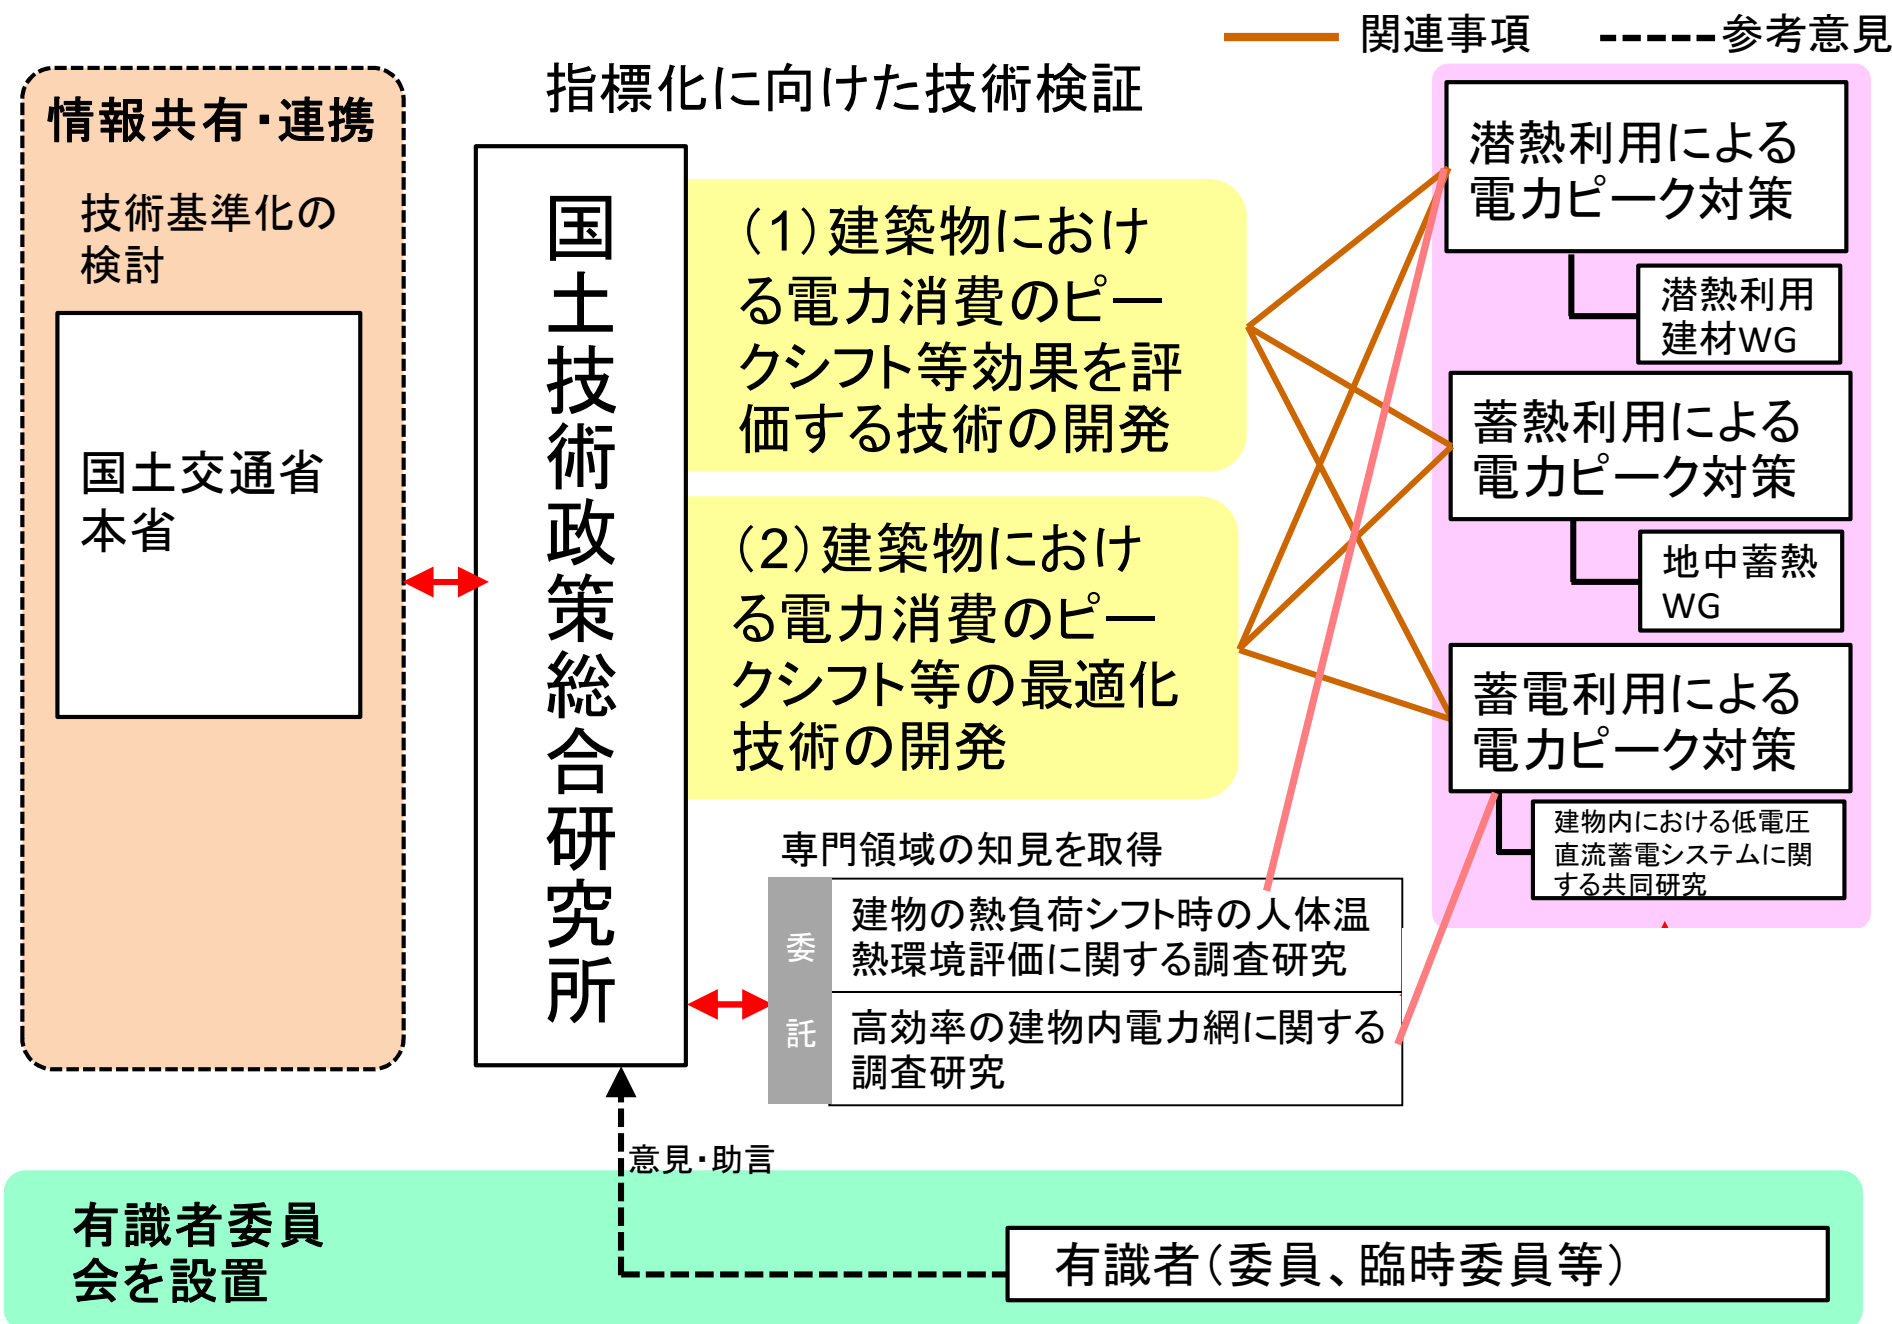 関連事項
参考意見
情報共有・連携
技術基準化の
検討
国土交通省
本省
指標化に向けた技術検証
国土技術政策総合研究所
（1）建築物におけ
る電力消費のピー
クシフト等効果を評
価する技術の開発
（2）建築物におけ
る電力消費のピー
クシフト等の最適化
技術の開発
潜熱利用による
電力ピーク対策
潜熱利用
建材WG
蓄熱利用による
電力ピーク対策
地中蓄熱
WG
蓄電利用による
電力ピーク対策
建物内における低電圧
直流蓄電システムに関
する共同研究
専門領域の知見を取得
委託
建物の熱負荷シフト時の人体温
熱環境評価に関する調査研究
高効率の建物内電力網に関する
調査研究
意見・助言
有識者委員
会を設置
有識者（委員、臨時委員等）